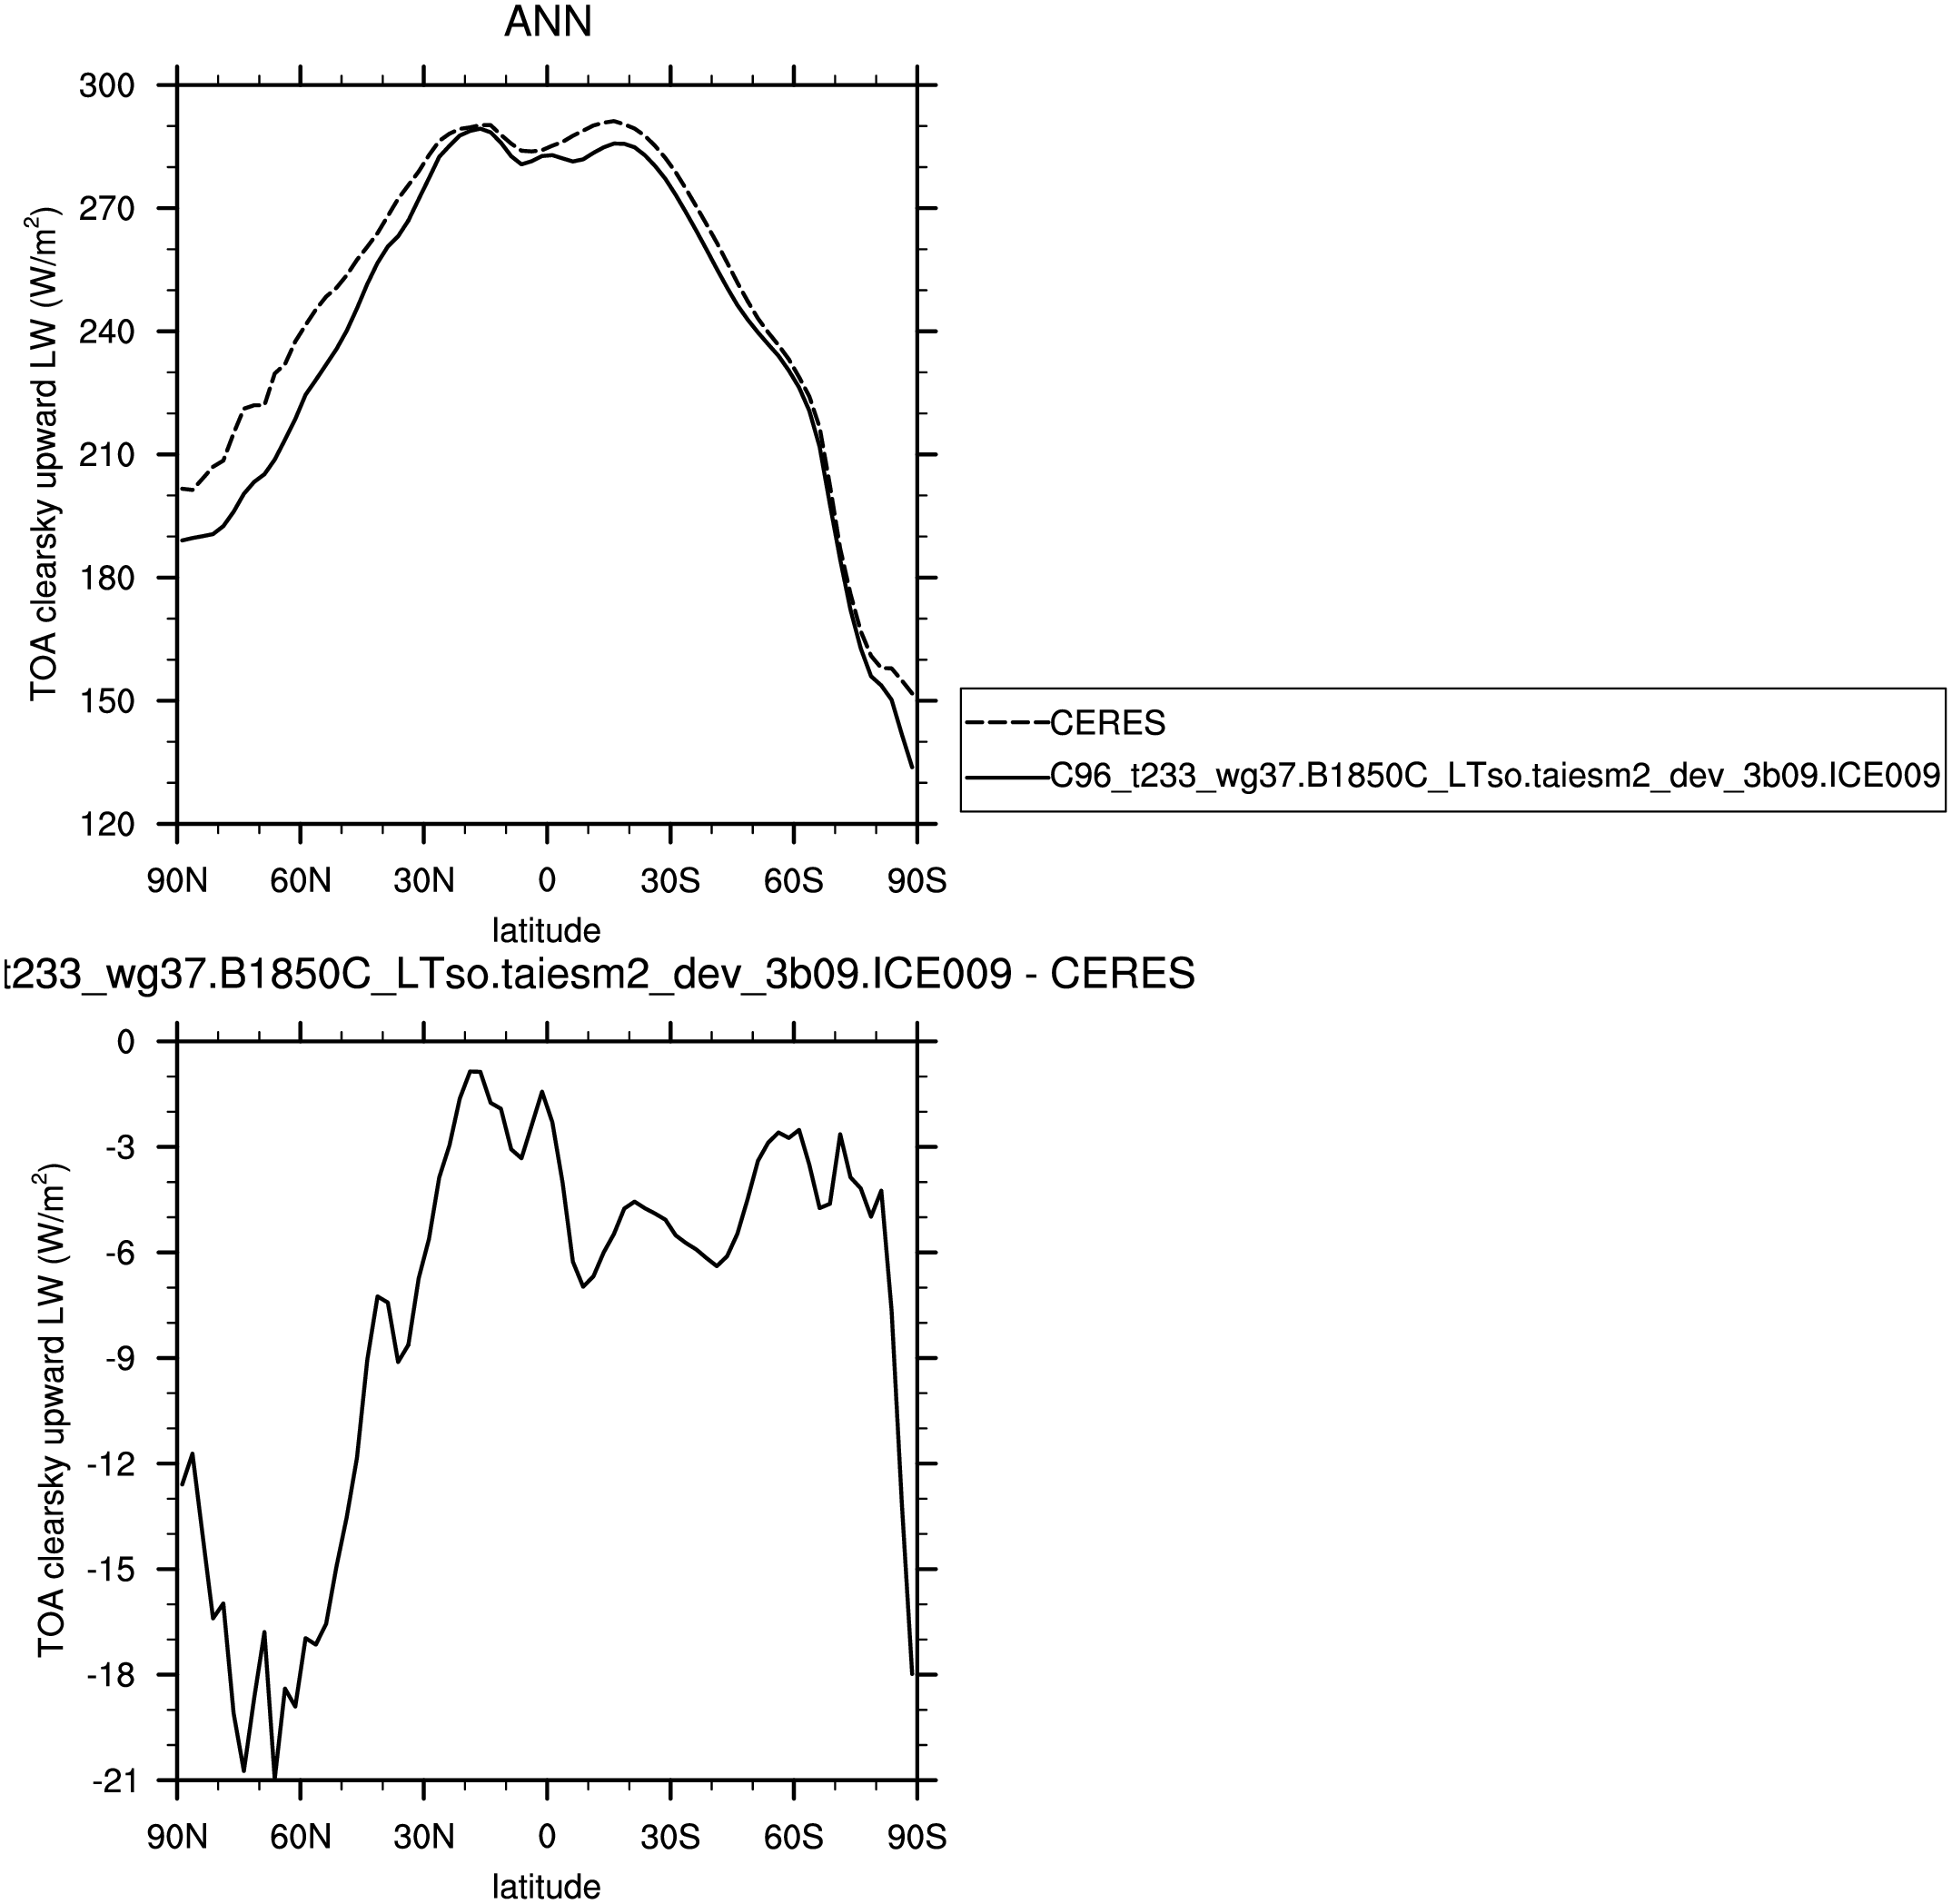 ANN
TOA clearsky upward LW (W/m²)
300
270
240
210
180
150
120
90N 60N 30N 0 30S 60S 90S
latitude
CERES
C96_t233_wg37.B1850C_LTso.taiesm2_dev_3b09.ICE009
t233_wg37.B1850C_LTso.taiesm2_dev_3b09.ICE009 - CERES
TOA clearsky upward LW (W/m²)
0
-3
-6
-9
-12
-15
-18
-21
90N 60N 30N 0 30S 60S 90S
latitude